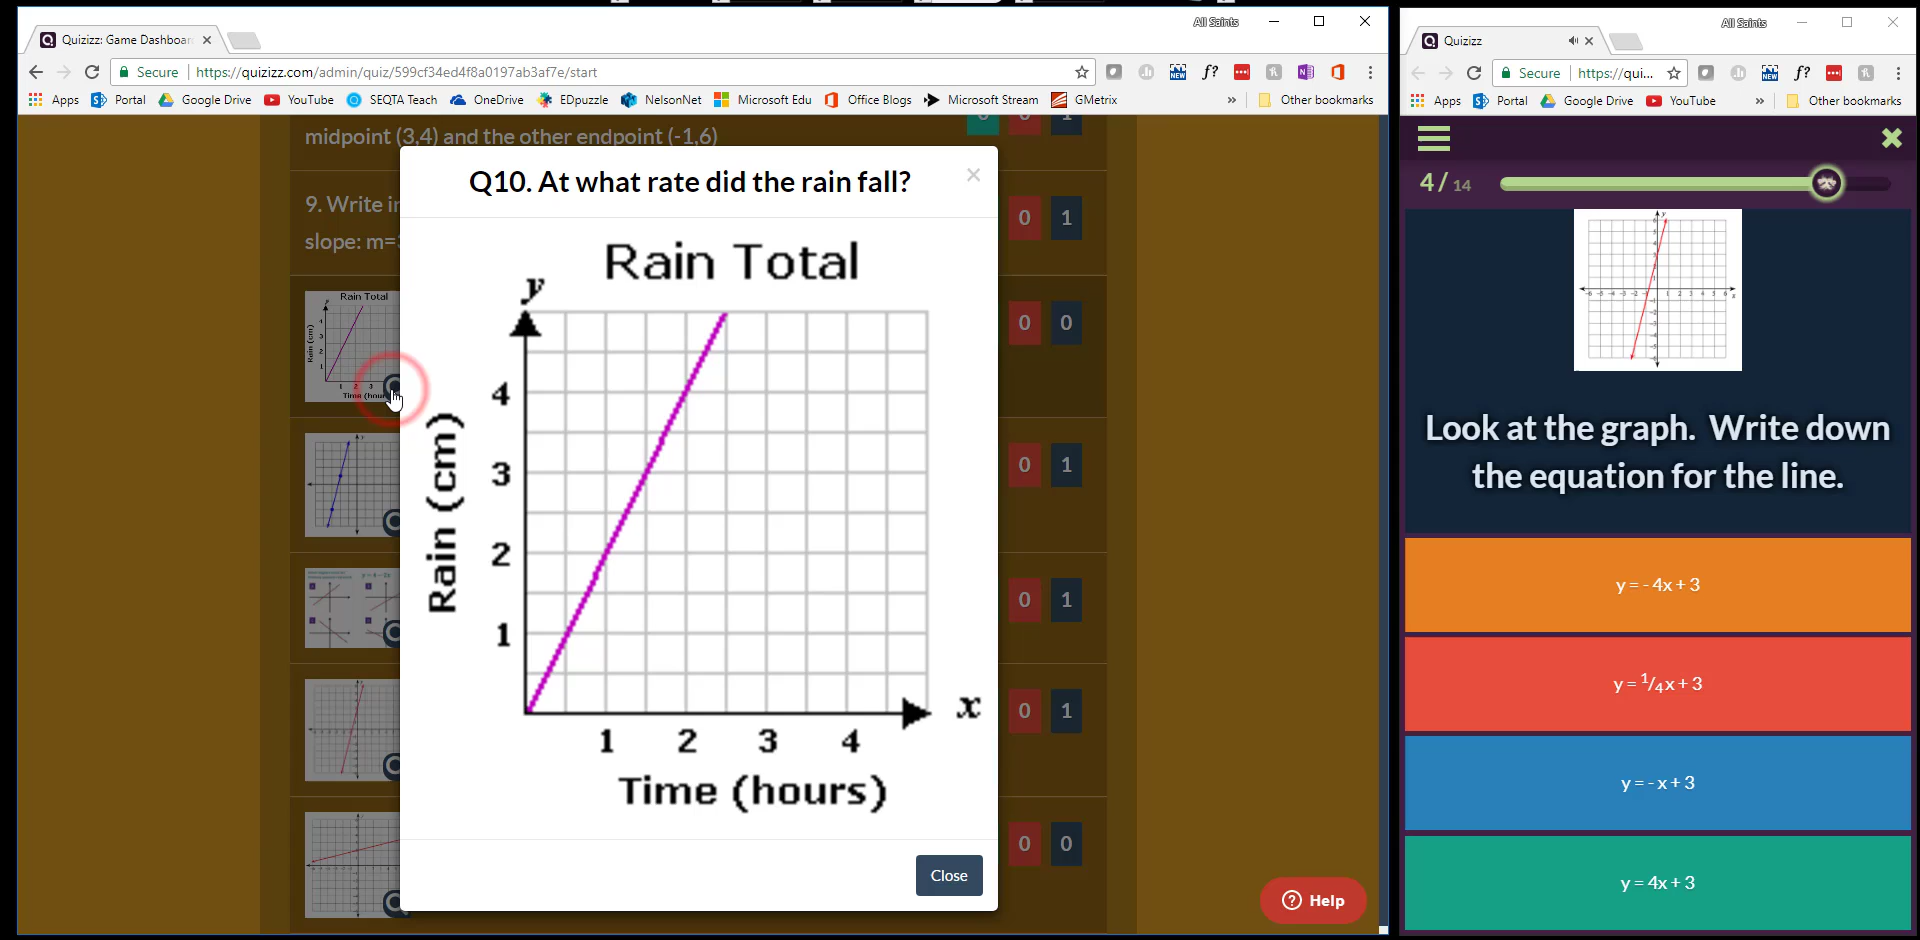 All Saints
Quizizz: Game Dashboar
Secure https://quizizz.com/admin/quiz/599cf34ed4f8a0197ab3af7e/start
Apps Portal Google Drive YouTube SEQTA Teach OneDrive EDpuzzle NelsonNet Microsoft Edu Office Blogs Microsoft Stream GMetrix » Other bookmarks
midpoint (3,4) and the other endpoint (-1,6)
9. Write in
slope: m=
0 1
Rain Total
0 0
0 1
0 1
0 1
0 0
Q10. At what rate did the rain fall?
Rain Total
y
4
3
2
1
Rain (cm)
x
1 2 3 4
Time (hours)
Close
Help
All Saints
Quizizz
Secure https://qui...
Apps Portal Google Drive YouTube » Other bookmarks
4 / 14
Look at the graph. Write down
the equation for the line.
y = - 4x + 3
y = 1/4x + 3
y = - x + 3
y = 4x + 3